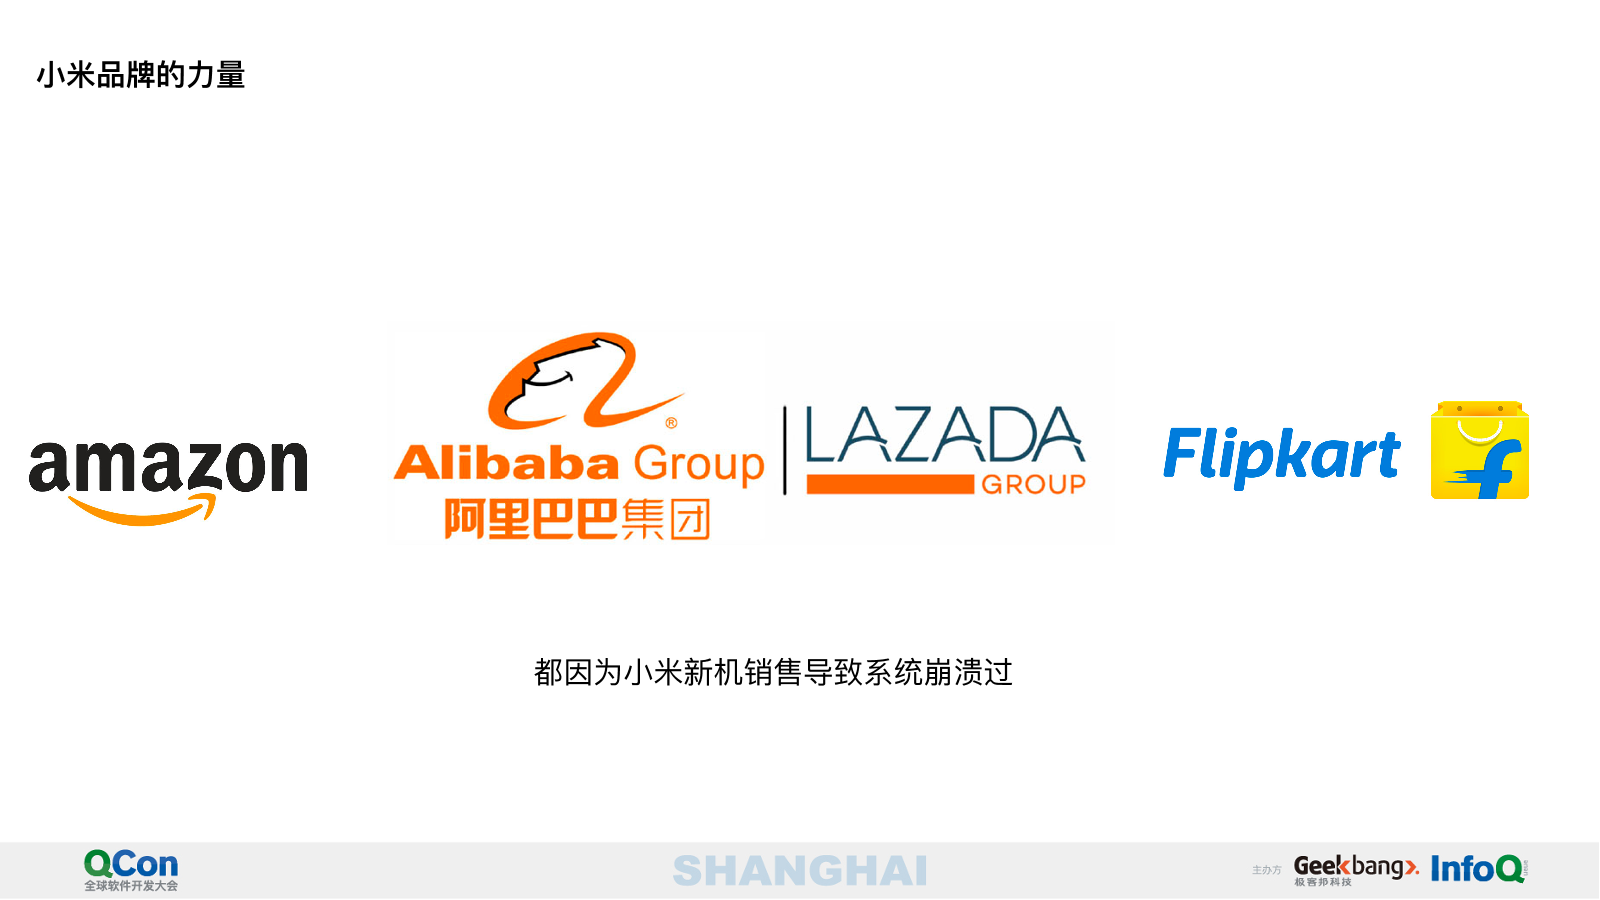 小米品牌的力量
amazon
Alibaba Group
阿里巴巴集团
LAZADA
GROUP
Flipkart
f
都因为小米新机销售导致系统崩溃过
QCon
全球软件开发大会
SHANGHAI
主办方
Geekbang>.
极客邦科技
InfoQ